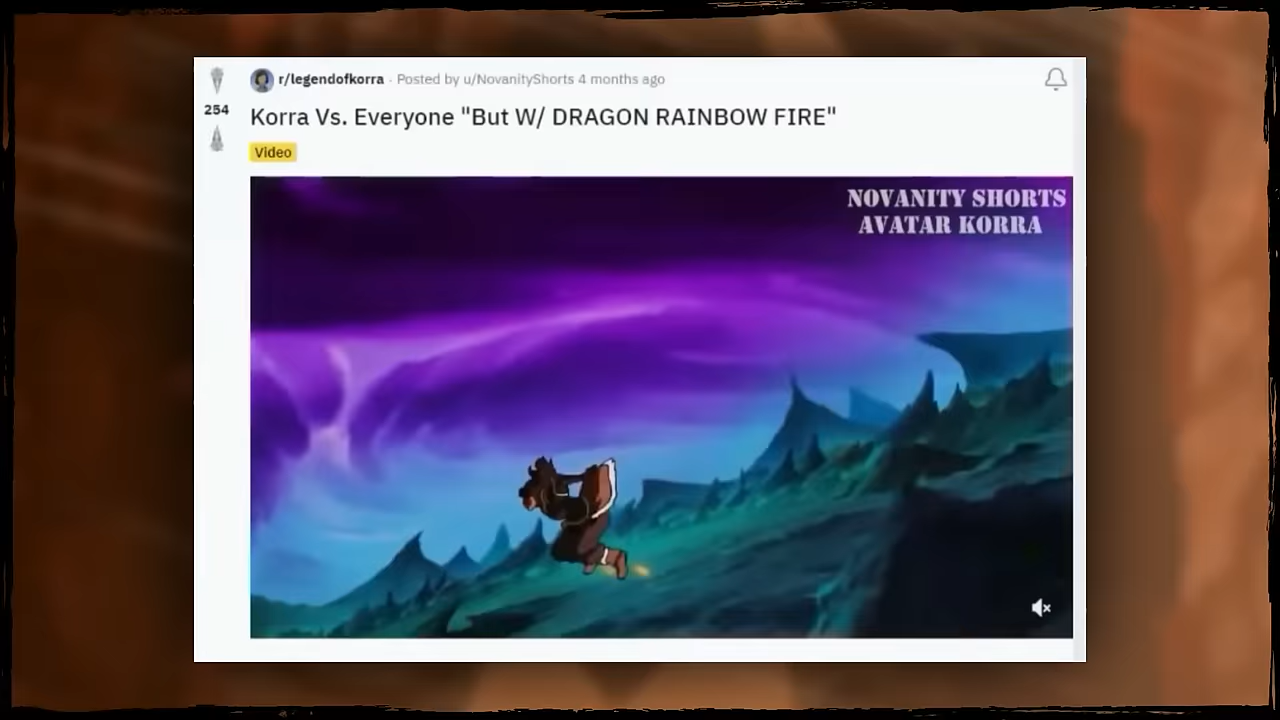 r/legendofkorra · Posted by u/NovanityShorts 4 months ago
254
Korra Vs. Everyone "But W/ DRAGON RAINBOW FIRE"
Video
NOVANITY SHORTS
AVATAR KORRA